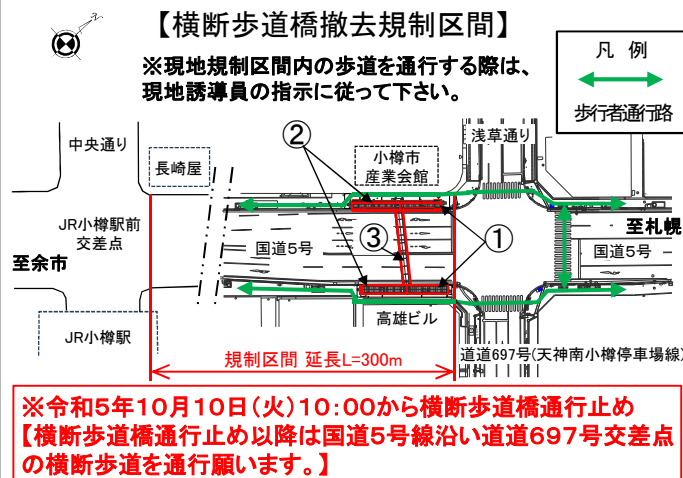 【横断歩道橋撤去規制区間】
※現地規制区間内の歩道を通行する際は、
現地誘導員の指示に従って下さい。
凡 例
歩行者通行路
中央通り
長崎屋
②
小樽市
産業会館
浅草通り
JR小樽駅前
交差点
至余市
国道5号
③
①
至札幌
国道5号
JR小樽駅
高雄ビル
規制区間 延長L=300m
道道697号(天神南小樽停車場線)
※令和5年10月10日(火)10:00から横断歩道橋通行止め
【横断歩道橋通行止め以降は国道5号線沿い道道697号交差点
の横断歩道を通行願います。】